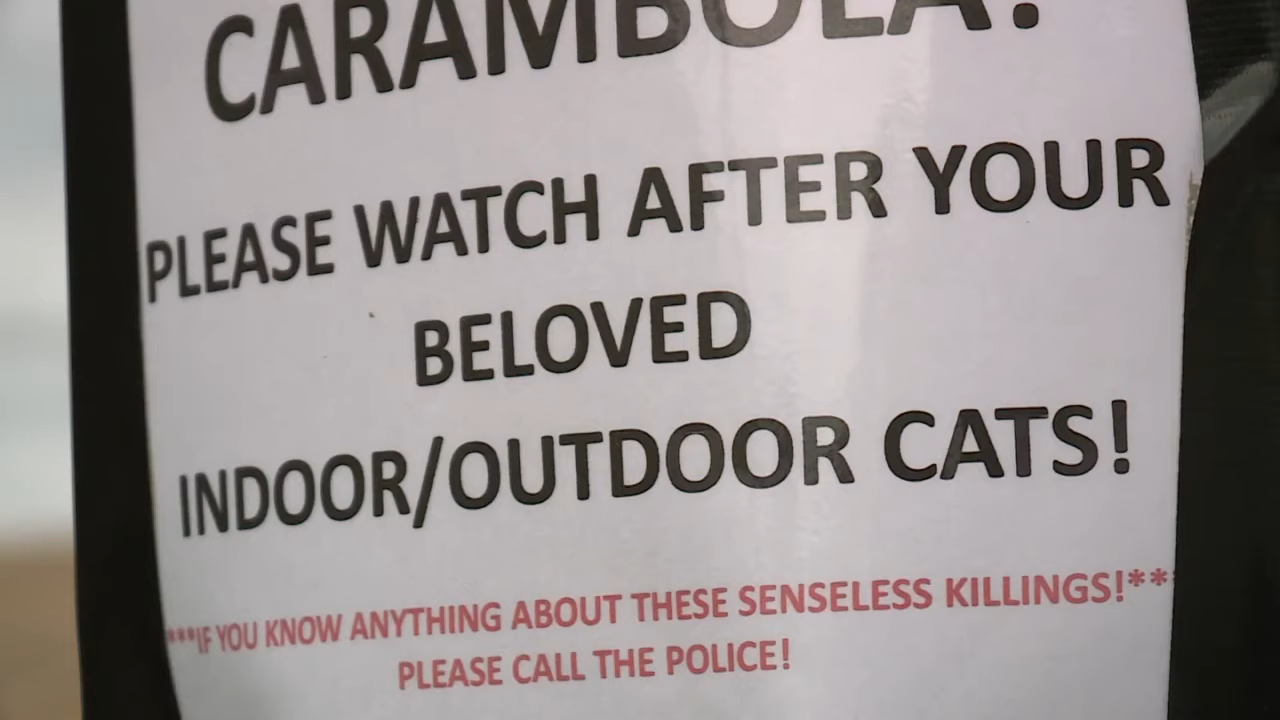 CARAMBOLA!
PLEASE WATCH AFTER YOUR
BELOVED
INDOOR/OUTDOOR CATS!
***IF YOU KNOW ANYTHING ABOUT THESE SENSELESS KILLINGS!**
PLEASE CALL THE POLICE!